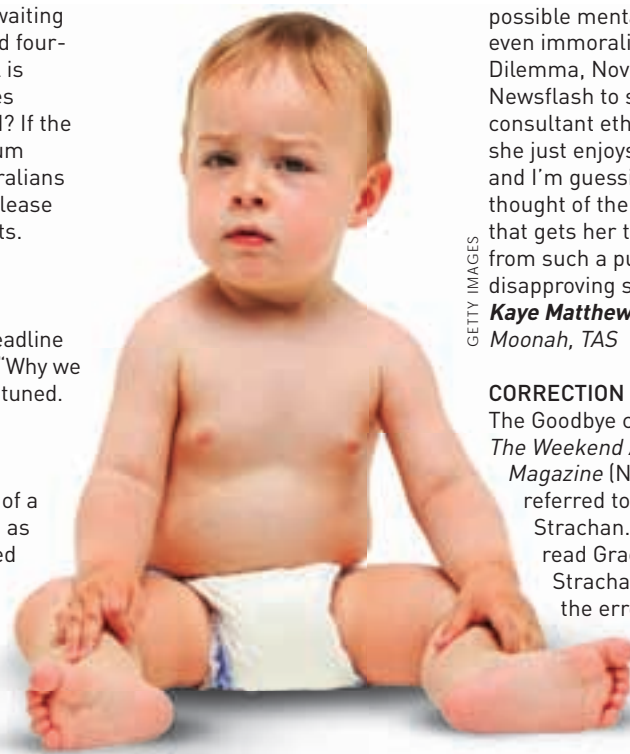 waiting
d four-
is
es
d? If the
um
ralians
lease
ts.
eadline
“Why we
tuned.
of a
as
ed
GETTY IMAGES
possible ment
even immorali
Dilemma, Nov
Newsflash to s
consultant eth
she just enjoys
and I’m guessi
thought of the
that gets her t
from such a pu
disapproving s
Kaye Matthew
Moonah, TAS
CORRECTION
The Goodbye c
The Weekend A
Magazine (N
referred to
Strachan.
read Grac
Stracha
the err